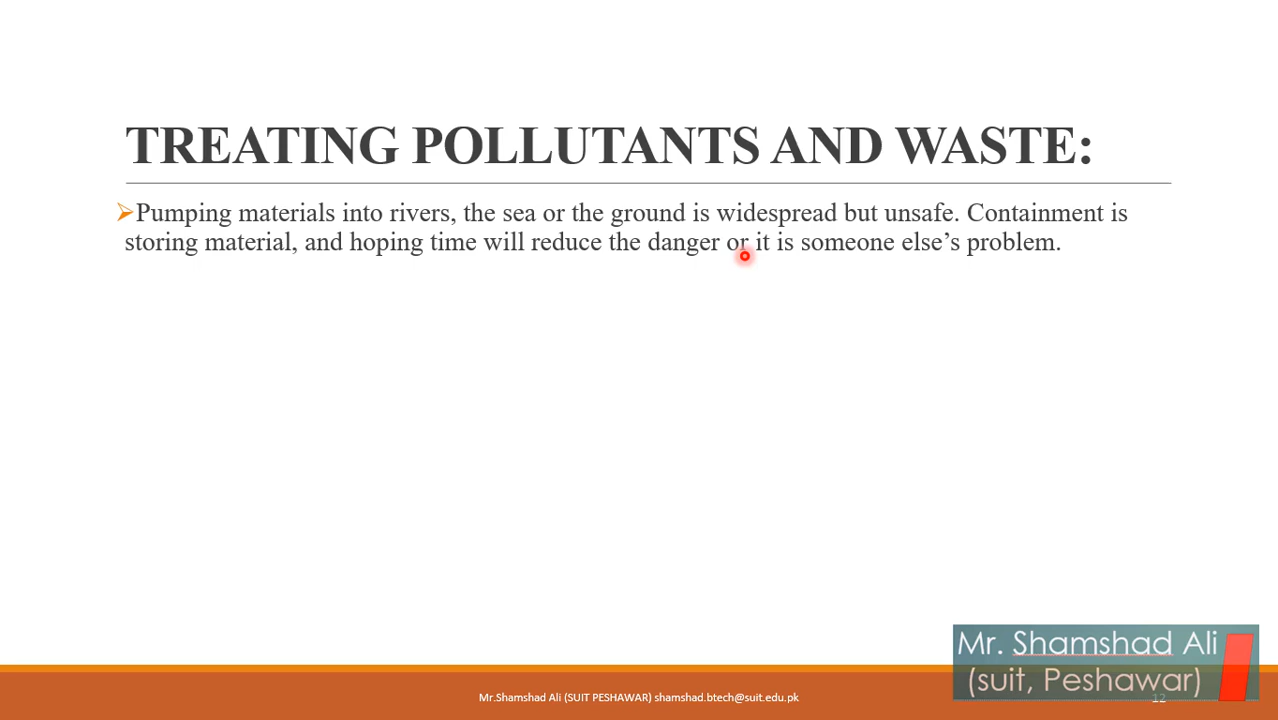 TREATING POLLUTANTS AND WASTE:
Pumping materials into rivers, the sea or the ground is widespread but unsafe. Containment is
storing material, and hoping time will reduce the danger or it is someone else’s problem.
Mr. Shamshad Ali
(suit, Peshawar)
Mr.Shamshad Ali (SUIT PESHAWAR) shamshad.btech@suit.edu.pk
12